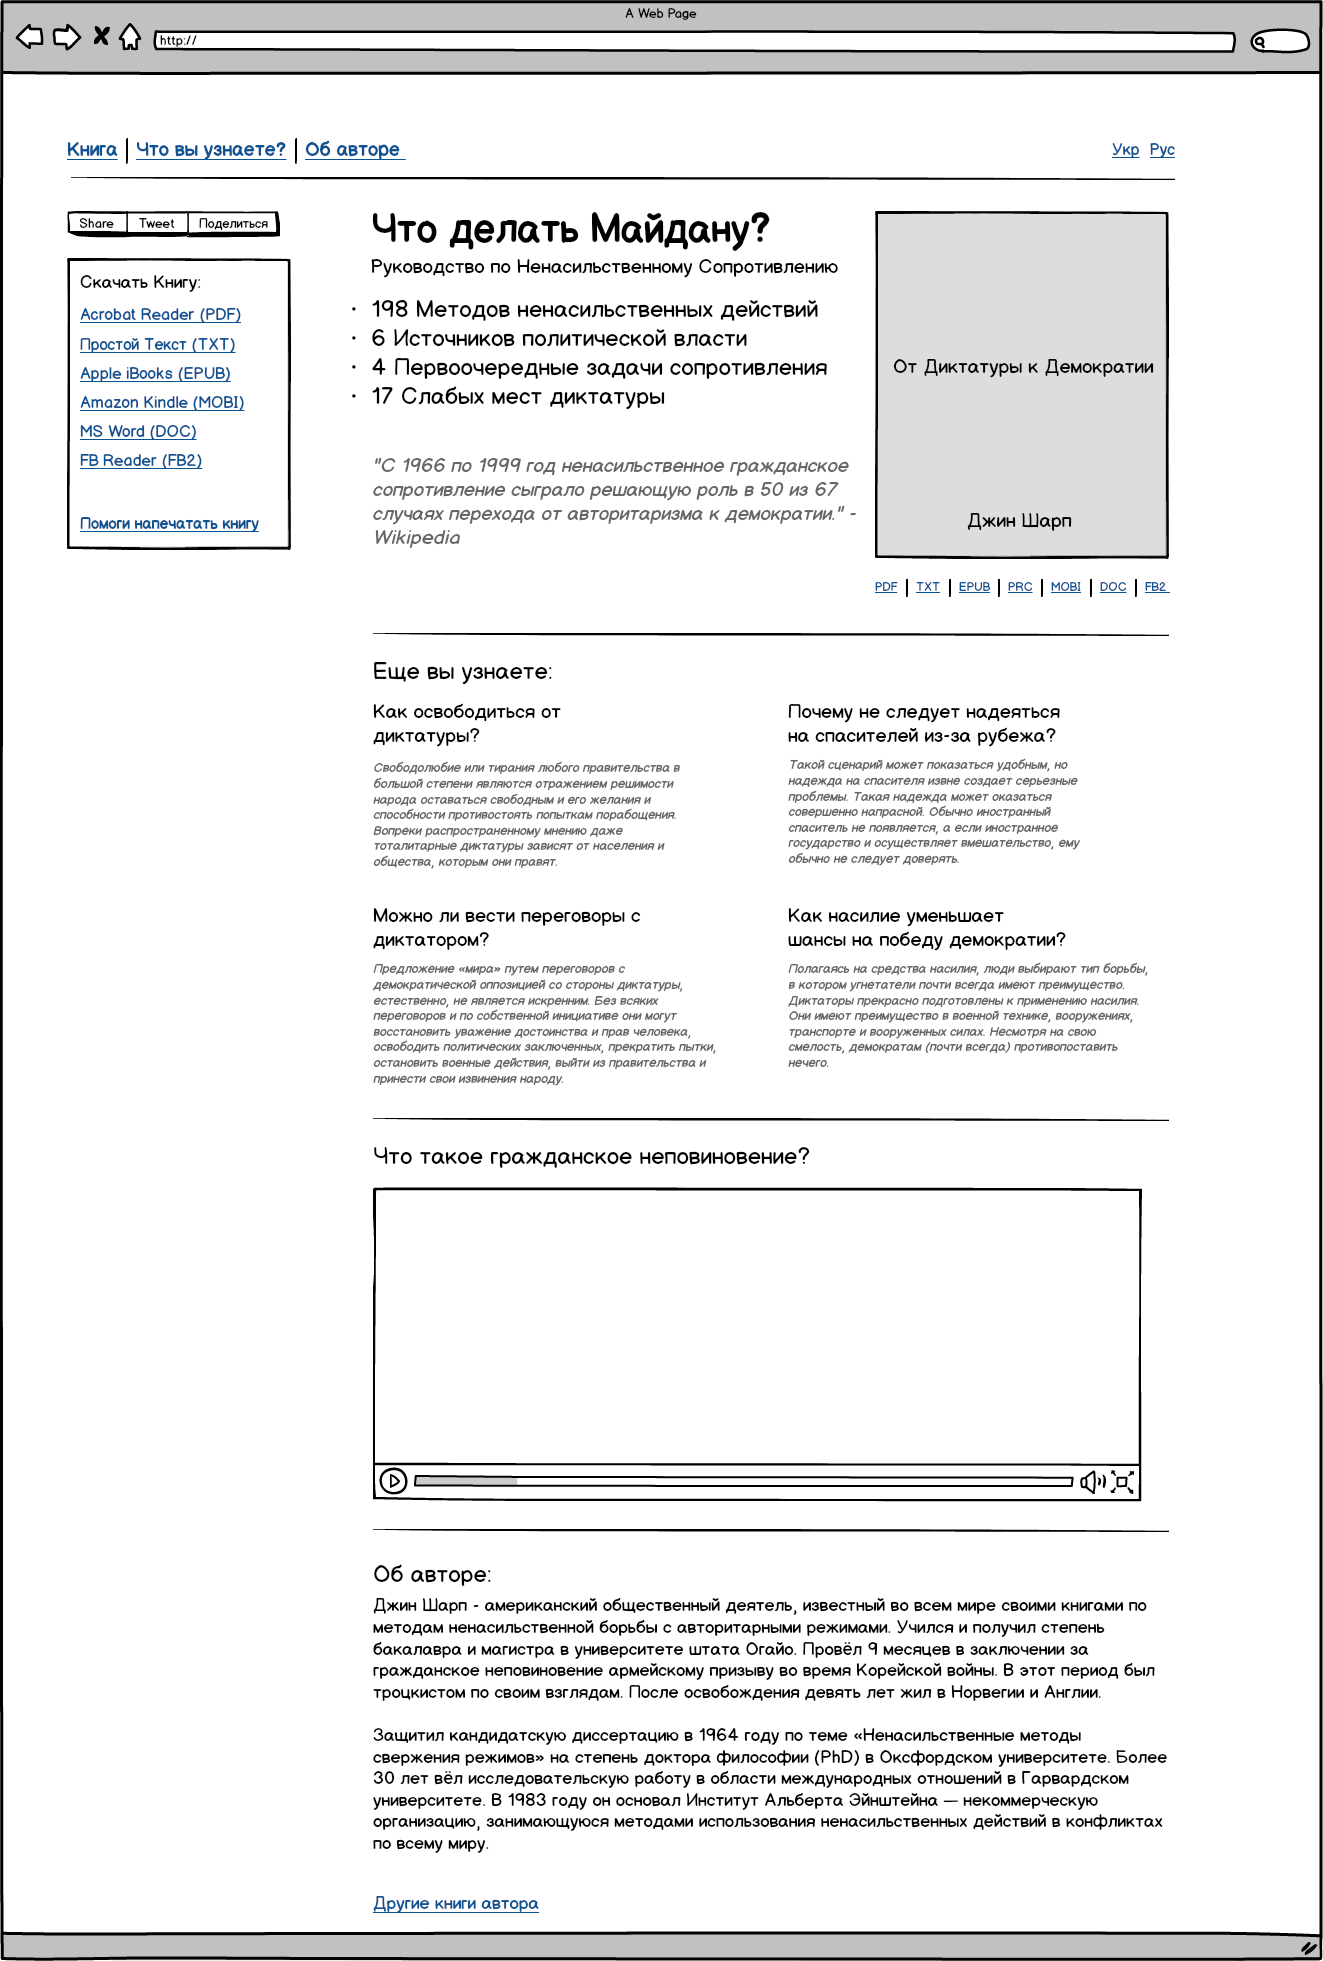 A Web Page
http://
Книга Что вы узнаете? Об авторе
Укр Рус
Share Tweet Поделиться
Скачать Книгу:
Acrobat Reader (PDF)
Простой Текст (TXT)
Apple iBooks (EPUB)
Amazon Kindle (MOBI)
MS Word (DOC)
FB Reader (FB2)
Помоги напечатать книгу
Что делать Майдану?
Руководство по Ненасильственному Сопротивлению
· 198 Методов ненасильственных действий
· 6 Источников политической власти
· 4 Первоочередные задачи сопротивления
· 17 Слабых мест диктатуры
"С 1966 по 1999 год ненасильственное гражданское
сопротивление сыграло решающую роль в 50 из 67
случаях перехода от авторитаризма к демократии." -
Wikipedia
От Диктатуры к Демократии
Джин Шарп
PDF TXT EPUB PRC MOBI DOC FB2
Еще вы узнаете:
Как освободиться от
диктатуры?
Свободолюбие или тирания любого правительства в
большой степени являются отражением решимости
народа оставаться свободным и его желания и
способности противостоять попыткам порабощения.
Вопреки распространенному мнению даже
тоталитарные диктатуры зависят от населения и
общества, которым они правят.
Почему не следует надеяться
на спасителей из-за рубежа?
Такой сценарий может показаться удобным, но
надежда на спасителя извне создает серьезные
проблемы. Такая надежда может оказаться
совершенно напрасной. Обычно иностранный
спаситель не появляется, а если иностранное
государство и осуществляет вмешательство, ему
обычно не следует доверять.
Можно ли вести переговоры с
диктатором?
Предложение «мира» путем переговоров с
демократической оппозицией со стороны диктатуры,
естественно, не является искренним. Без всяких
переговоров и по собственной инициативе они могут
восстановить уважение достоинства и прав человека,
освободить политических заключенных, прекратить пытки,
остановить военные действия, выйти из правительства и
принести свои извинения народу.
Как насилие уменьшает
шансы на победу демократии?
Полагаясь на средства насилия, люди выбирают тип борьбы,
в котором угнетатели почти всегда имеют преимущество.
Диктаторы прекрасно подготовлены к применению насилия.
Они имеют преимущество в военной технике, вооружениях,
транспорте и вооруженных силах. Несмотря на свою
смелость, демократам (почти всегда) противопоставить
нечего.
Что такое гражданское неповиновение?
Об авторе:
Джин Шарп - американский общественный деятель, известный во всем мире своими книгами по
методам ненасильственной борьбы с авторитарными режимами. Учился и получил степень
бакалавра и магистра в университете штата Огайо. Провёл 9 месяцев в заключении за
гражданское неповиновение армейскому призыву во время Корейской войны. В этот период был
троцкистом по своим взглядам. После освобождения девять лет жил в Норвегии и Англии.
Защитил кандидатскую диссертацию в 1964 году по теме «Ненасильственные методы
свержения режимов» на степень доктора философии (PhD) в Оксфордском университете. Более
30 лет вёл исследовательскую работу в области международных отношений в Гарвардском
университете. В 1983 году он основал Институт Альберта Эйнштейна — некоммерческую
организацию, занимающуюся методами использования ненасильственных действий в конфликтах
по всему миру.
Другие книги автора